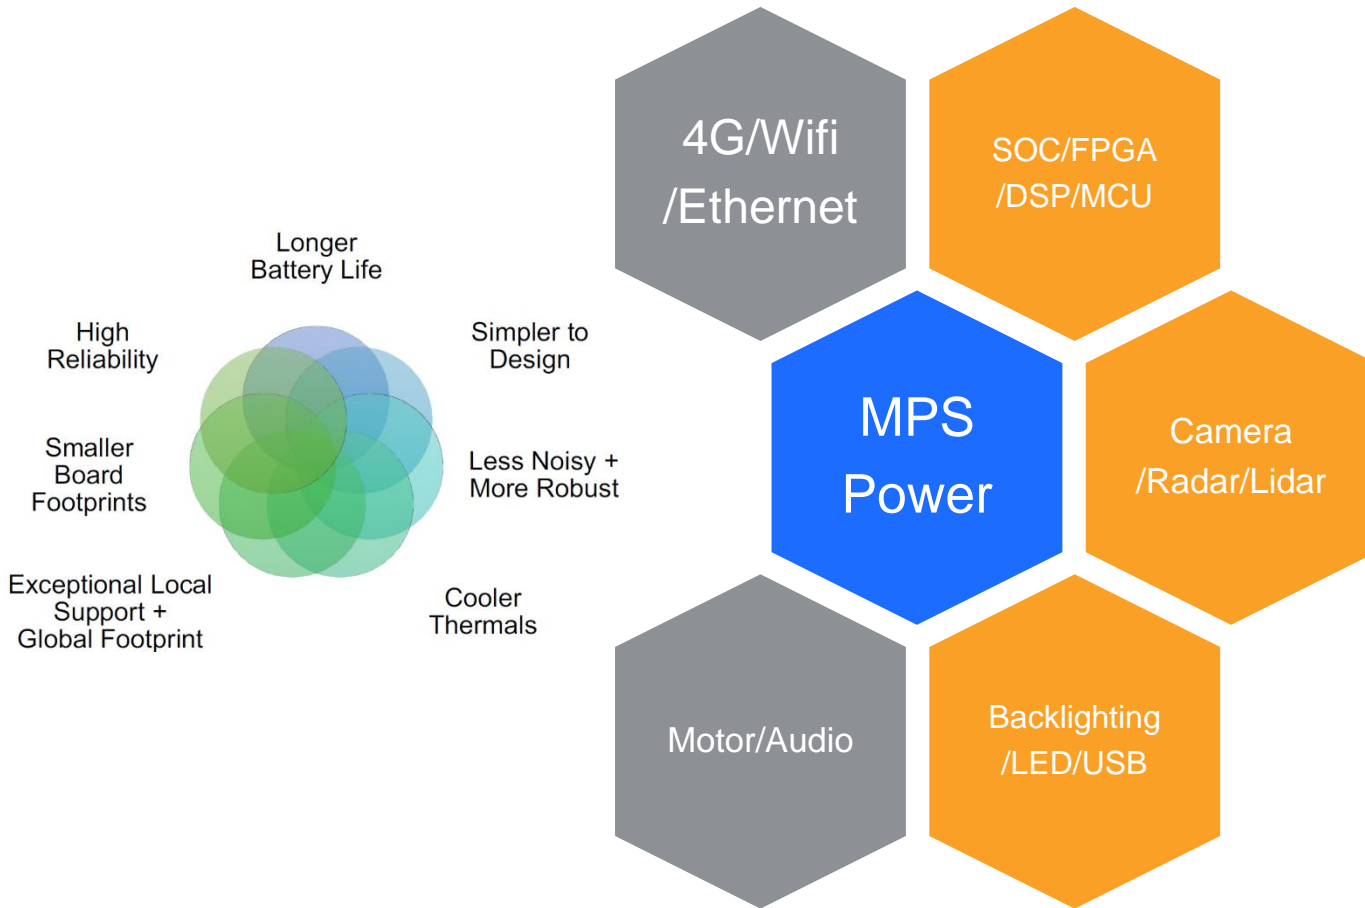 Longer
Battery Life
High
Reliability
Simpler to
Design
Smaller
Board
Footprints
Less Noisy +
More Robust
Exceptional Local
Support +
Global Footprint
Cooler
Thermals
4G/Wifi
/Ethernet
SOC/FPGA
/DSP/MCU
MPS
Power
Camera
/Radar/Lidar
Motor/Audio
Backlighting
/LED/USB